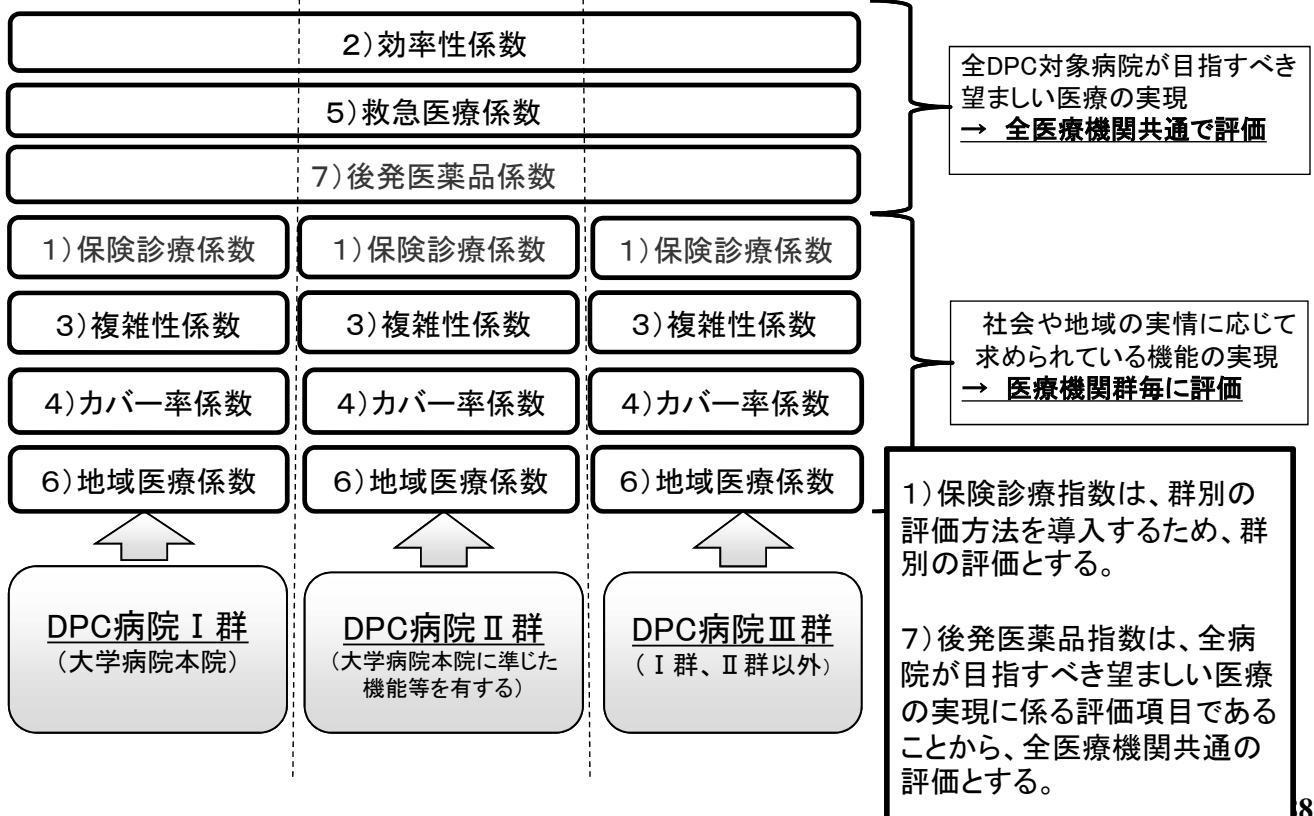 2)効率性係数
5)救急医療係数
7)後発医薬品係数
全DPC対象病院が目指すべき
望ましい医療の実現
→ 全医療機関共通で評価
1)保険診療係数
1)保険診療係数
1)保険診療係数
3)複雑性係数
3)複雑性係数
3)複雑性係数
4)カバー率係数
4)カバー率係数
4)カバー率係数
6)地域医療係数
6)地域医療係数
6)地域医療係数
社会や地域の実情に応じて
求められている機能の実現
→ 医療機関群毎に評価
DPC病院Ⅰ群
(大学病院本院)
DPC病院Ⅱ群
(大学病院本院に準じた
機能等を有する)
DPC病院Ⅲ群
(Ⅰ群、Ⅱ群以外)
1)保険診療指数は、群別の
評価方法を導入するため、群
別の評価とする。
7)後発医薬品指数は、全病
院が目指すべき望ましい医療
の実現に係る評価項目である
ことから、全医療機関共通の
評価とする。